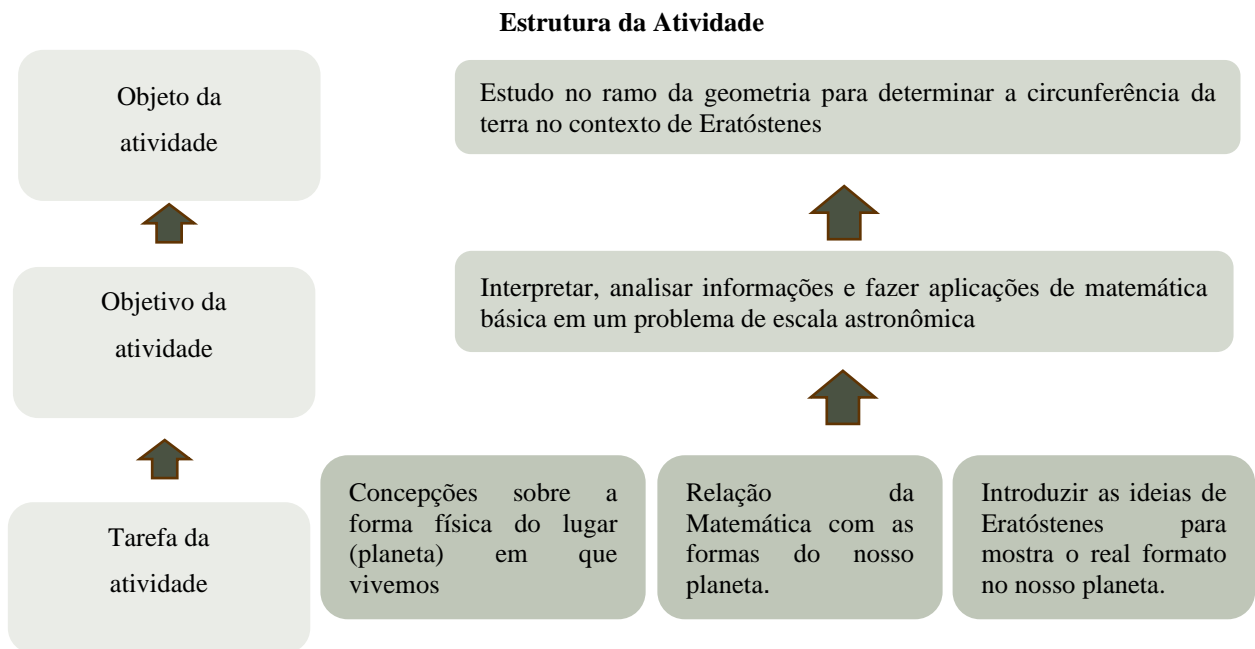 Estrutura da Atividade
Objeto da
atividade
Estudo no ramo da geometria para determinar a circunferência da
terra no contexto de Eratóstenes
Objetivo da
atividade
Interpretar, analisar informações e fazer aplicações de matemática
básica em um problema de escala astronômica
Tarefa da
atividade
Concepções sobre a
forma física do lugar
(planeta) em que
vivemos
Relação da
Matemática com as
formas do nosso
planeta.
Introduzir as ideias de
Eratóstenes para
mostra o real formato
no nosso planeta.